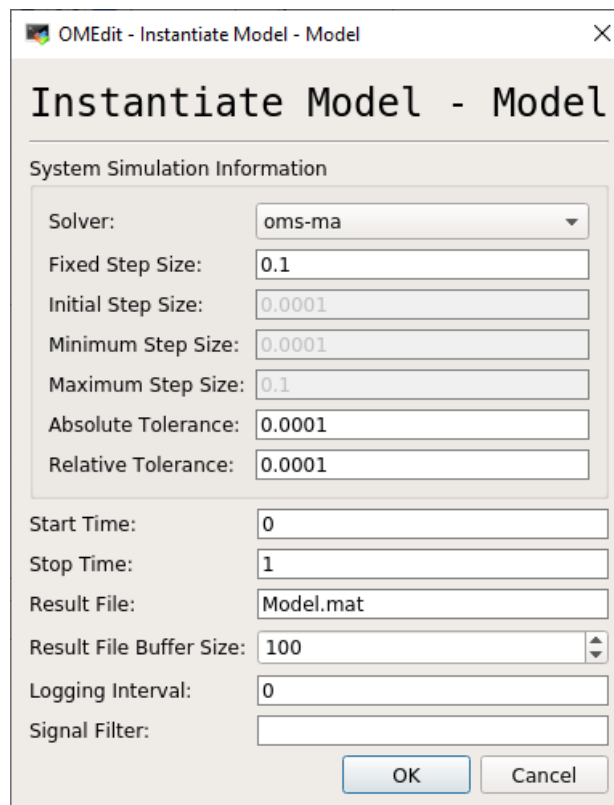 OMEdit - Instantiate Model - Model
Instantiate Model - Model
System Simulation Information
Solver: oms-ma
Fixed Step Size: 0.1
Initial Step Size: 0.0001
Minimum Step Size: 0.0001
Maximum Step Size: 0.1
Absolute Tolerance: 0.0001
Relative Tolerance: 0.0001
Start Time: 0
Stop Time: 1
Result File: Model.mat
Result File Buffer Size: 100
Logging Interval: 0
Signal Filter:
OK Cancel